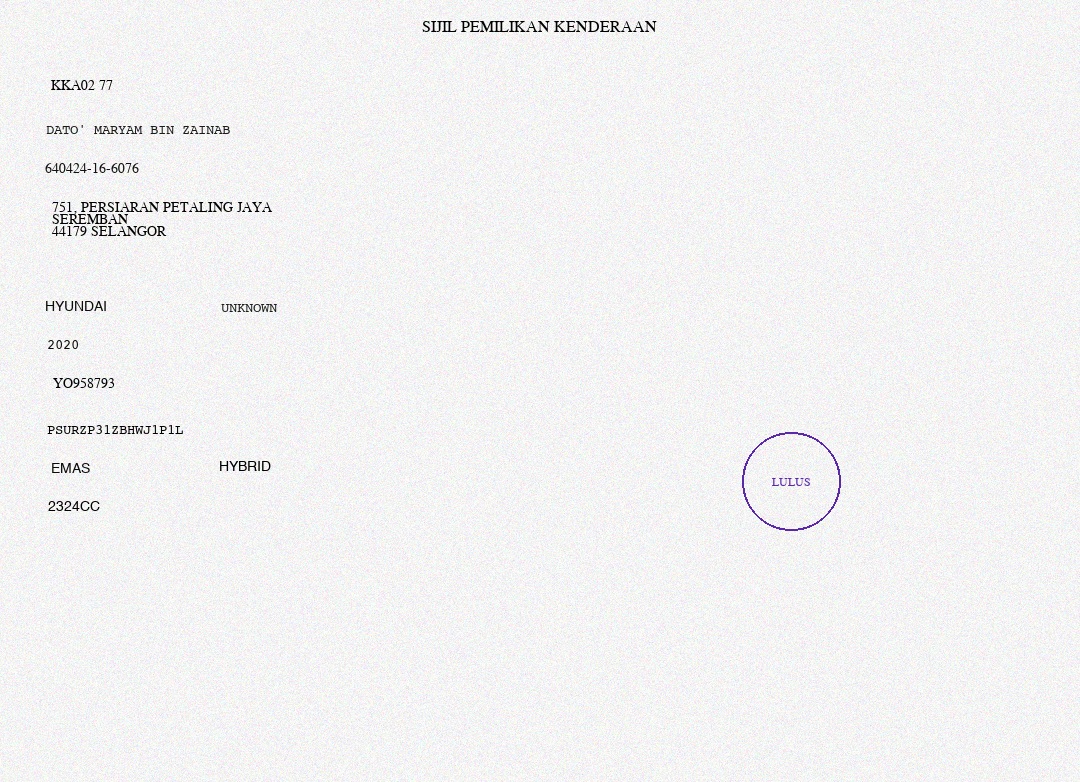 SIJIL PEMILIKAN KENDERAAN
KKA02 77
DATO' MARYAM BIN ZAINAB
640424-16-6076
751, PERSIARAN PETALING JAYA
SEREMBAN
44179 SELANGOR
HYUNDAI UNKNOWN
2020
YO958793
PSURZP31ZBHWJ1P1L
EMAS HYBRID
2324CC
LULUS